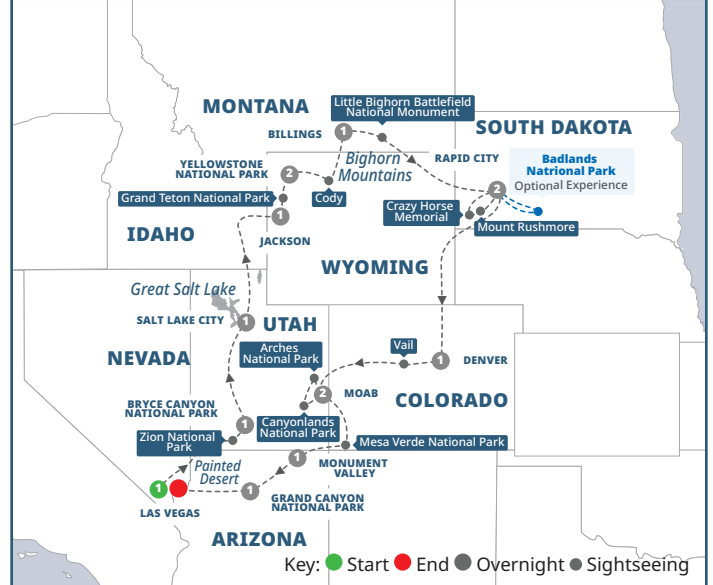 MONTANA
Little Bighorn Battlefield
National Monument
SOUTH DAKOTA
BILLINGS
1
Bighorn
Mountains
RAPID CITY
Badlands
Natrional Park
Optional Experience
YELLOWSTONE
NATIONAL PARK
2
2
Grand Teton National Park
Cody
Crazy Horse
Memorial
Mount Rushmore
1
IDAHO
JACKSON
WYOMING
Great Salt Lake
SALT LAKE CITY
1
UTAH
NEVADA
Arches
National Park
Vail
1
DENVER
2
MOAB
COLORADO
BRYCE CANYON
NATIONAL PARK
1
Canyonlands
National Park
Zion National
Park
Mesa Verde National Park
Painted
Desert
1
MONUMENT
VALLEY
1
1
GRAND CANYON
NATIONAL PARK
LAS VEGAS
ARIZONA
Key: Start End Overnight Sightseeing